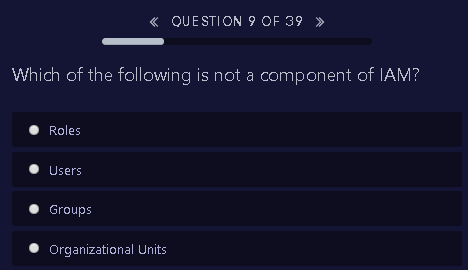 « QUESTION 9 OF 39 »
Which of the following is not a component of IAM?
Roles
Users
Groups
Organizational Units